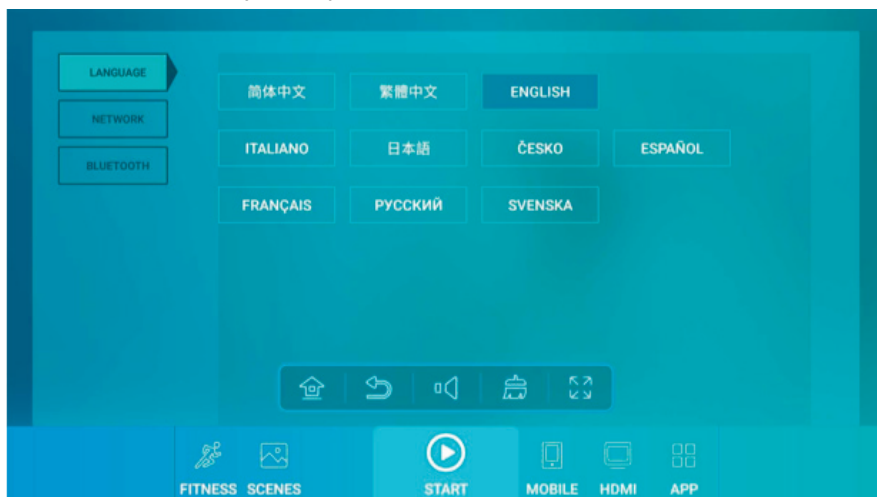 LANGUAGE
NETWORK
BLUETOOTH
简体中文 繁體中文 ENGLISH
ITALIANO 日本語 ČESKO ESPAÑOL
FRANÇAIS РУССКИЙ SVENSKA
FITNESS SCENES START MOBILE HDMI APP